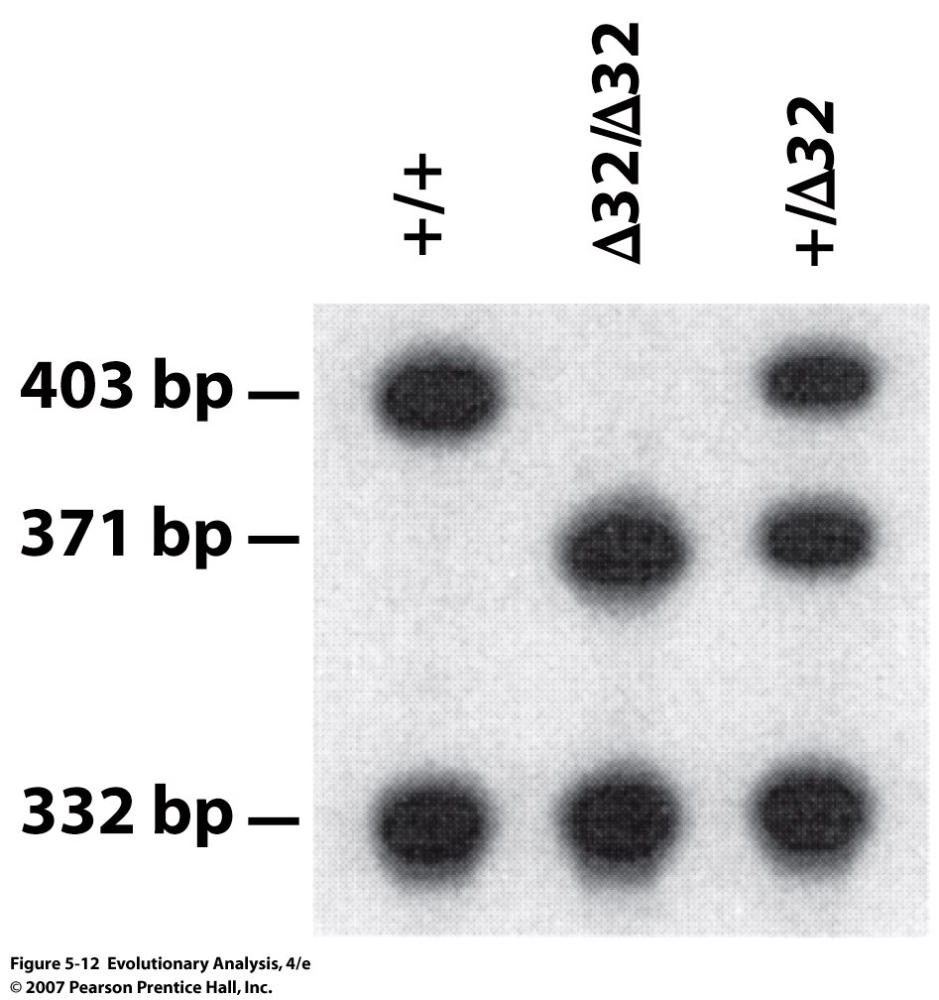 +/+
Δ32/Δ32
+/Δ32
403 bp
371 bp
332 bp
Figure 5-12 Evolutionary Analysis, 4/e
© 2007 Pearson Prentice Hall, Inc.